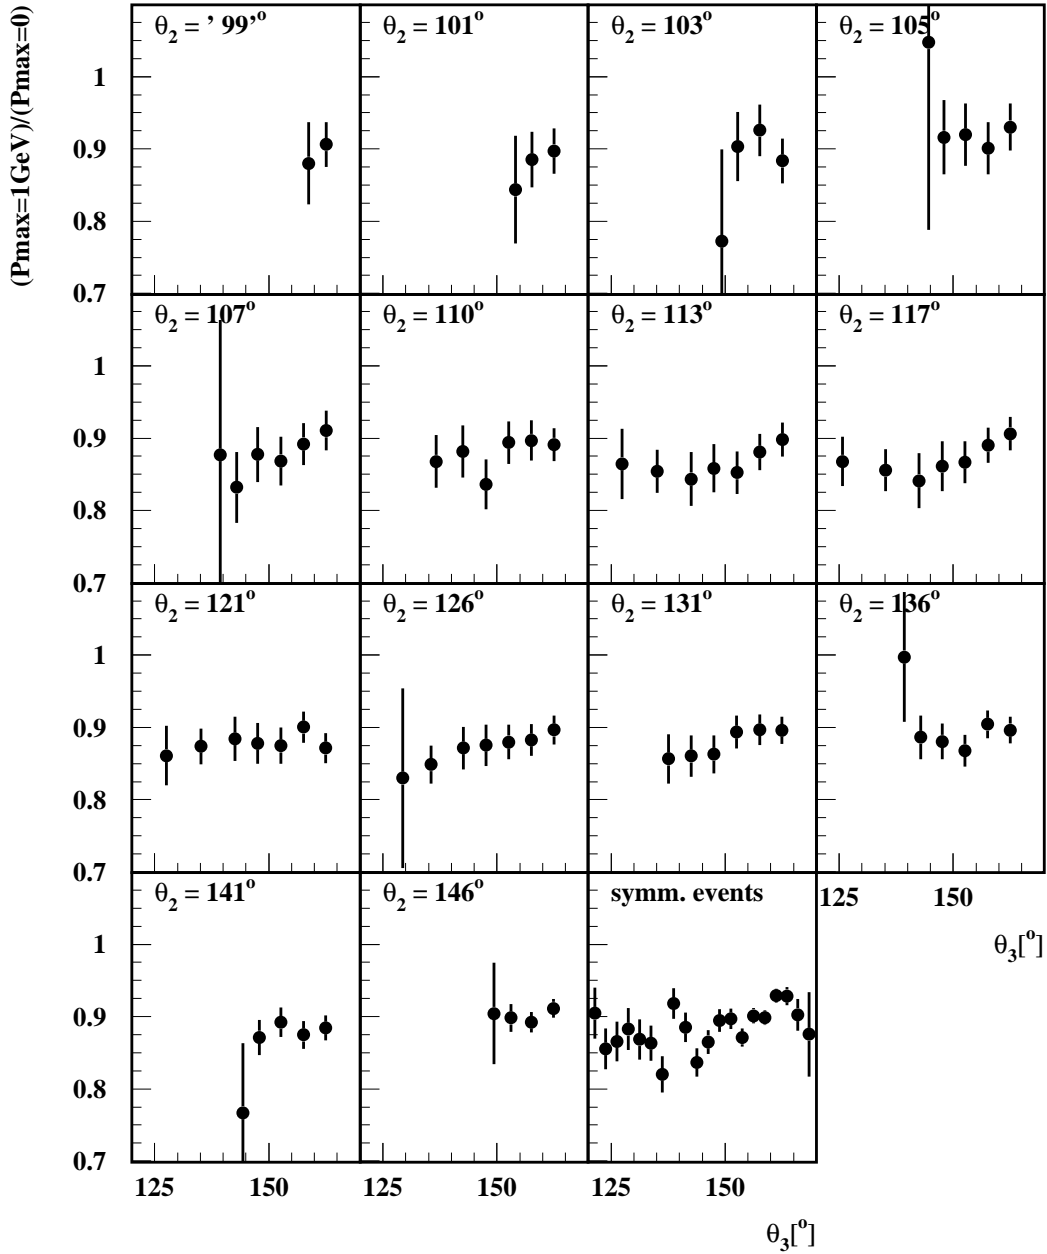 (Pmax=1GeV)/(Pmax=0)
θ2 = ’ 99’o
θ2 = 101o
θ2 = 103o
θ2 = 105o
1
0.9
0.8
0.7
θ2 = 107o
θ2 = 110o
θ2 = 113o
θ2 = 117o
1
0.9
0.8
0.7
θ2 = 121o
θ2 = 126o
θ2 = 131o
θ2 = 136o
1
0.9
0.8
0.7
θ2 = 141o
θ2 = 146o
symm. events
125 150
θ3[o]
1
0.9
0.8
0.7
125 150 125 150 125 150
θ3[o]